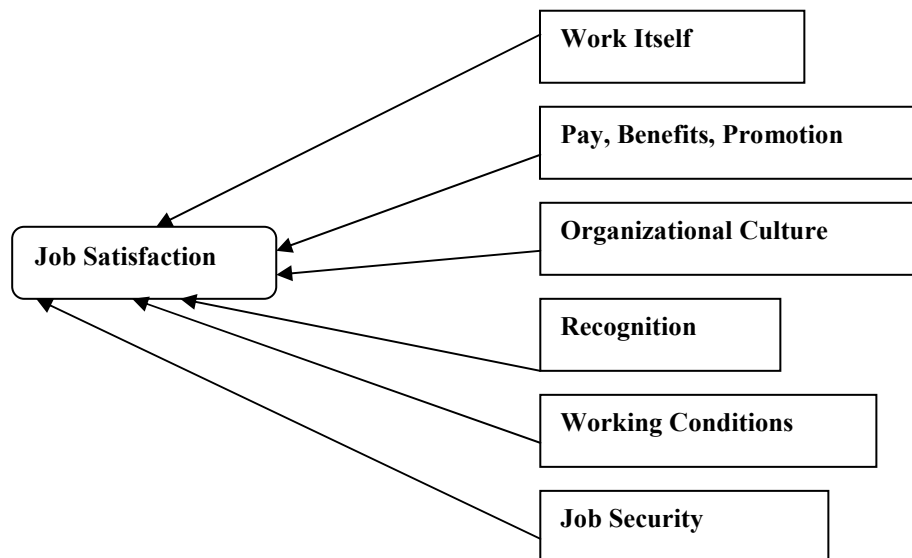 Work Itself
Pay, Benefits, Promotion
Organizational Culture
Job Satisfaction
Recognition
Working Conditions
Job Security